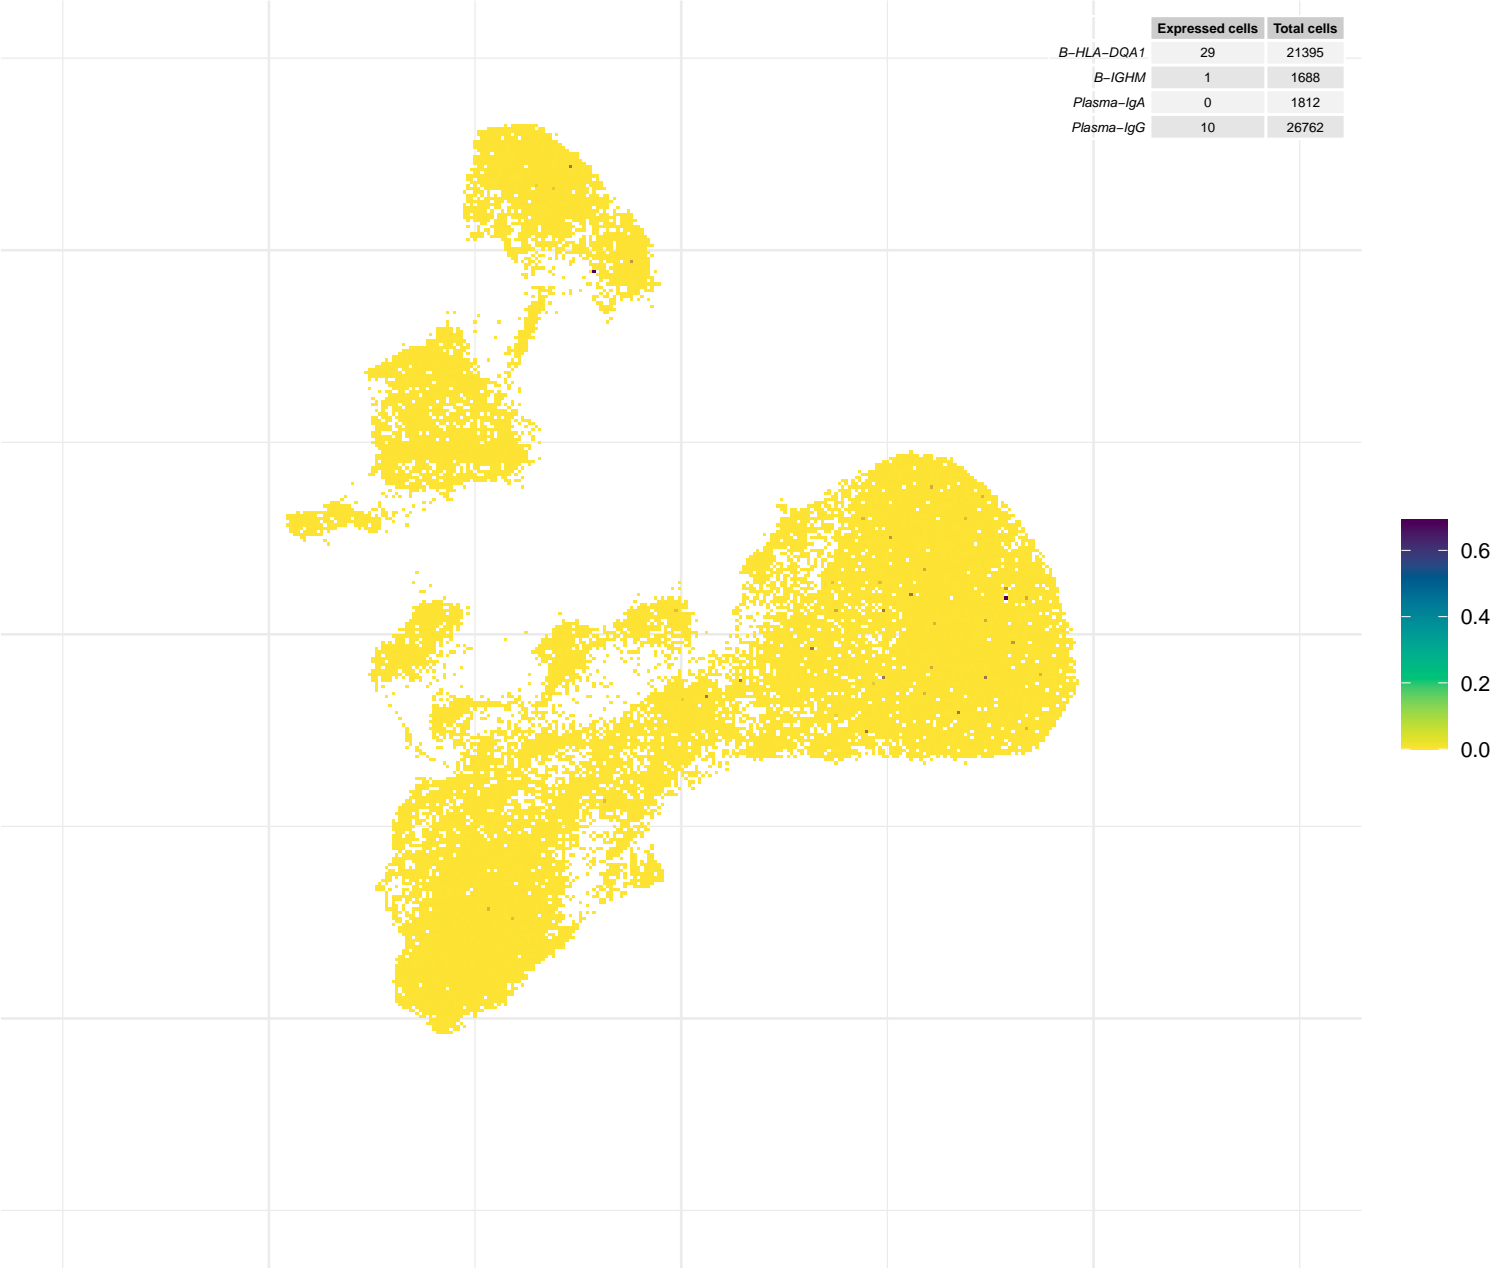 Expressed cells Total cells
B−HLA−DQA1 29 21395
B−IGHM 1 1688
Plasma−IgA 0 1812
Plasma−IgG 10 26762
0.6
0.4
0.2
0.0